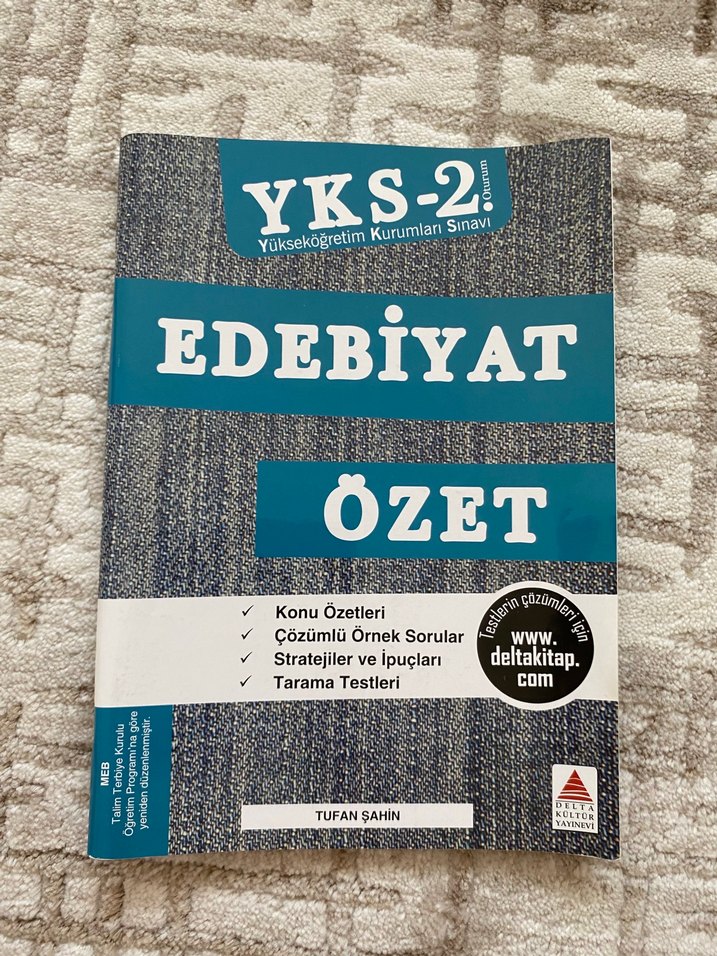 YKS-2.
Oturum
Yükseköğretim Kurumları Sınavı
EDEBİYAT
ÖZET
✓ Konu Özetleri
✓ Çözümlü Örnek Sorular
✓ Stratejiler ve İpuçları
✓ Tarama Testleri
Testlerin çözümleri için
www.
deltakitap.
com
MEB
Talim Terbiye Kurulu
Öğretim Programı'na göre
yeniden düzenlenmiştir.
TUFAN ŞAHİN
DELTA
KÜLTÜR
YAYINEVİ